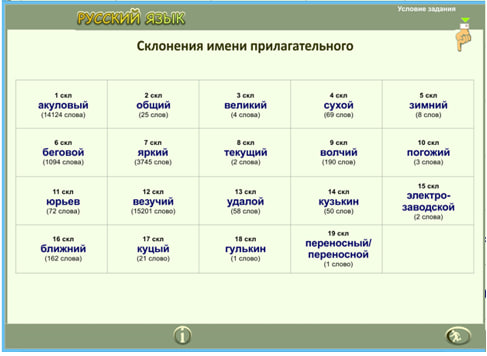 Условие задания
РУССКИЙ ЯЗЫК
Склонения имени прилагательного
1 скл
акуловый
(14124 слова)
2 скл
общий
(25 слов)
3 скл
великий
(4 слова)
4 скл
сухой
(69 слов)
5 скл
зимний
(8 слов)
6 скл
беговой
(1094 слова)
7 скл
яркий
(3745 слов)
8 скл
текущий
(2 слова)
9 скл
волчий
(190 слов)
10 скл
погожий
(3 слова)
11 скл
юрьев
(72 слова)
12 скл
везучий
(15201 слово)
13 скл
удалой
(58 слов)
14 скл
кузькин
(50 слов)
15 скл
электро-
заводской
(2 слова)
16 скл
ближний
(162 слова)
17 скл
куцый
(21 слово)
18 скл
гулькин
(1 слово)
19 скл
переносный/
переносной
(1 слово)